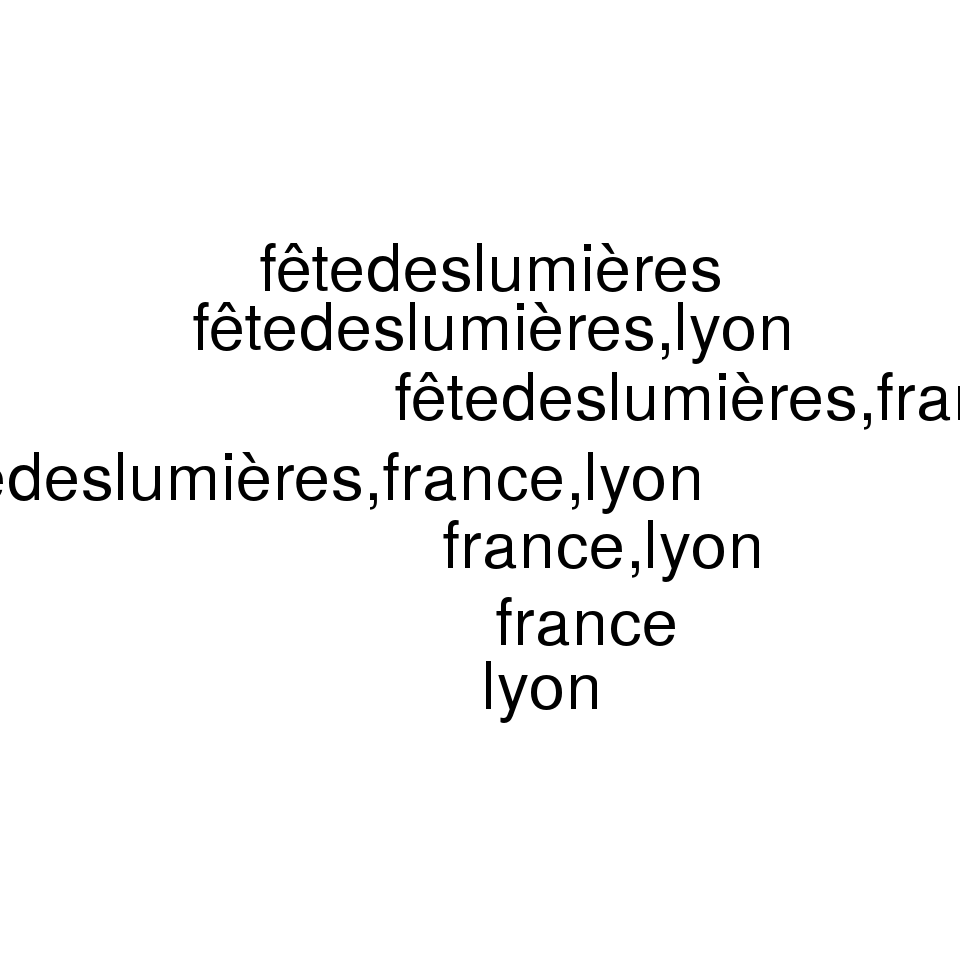 fêtedeslumières
fêtedeslumières,lyon
fêtedeslumières,fran
edeslumières,france,lyon
france,lyon
france
lyon